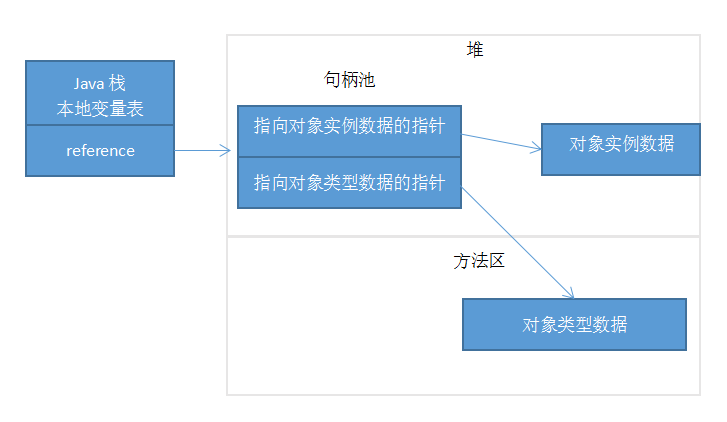 堆
句柄池
Java 栈
本地变量表
reference
指向对象实例数据的指针
指向对象类型数据的指针
对象实例数据
方法区
对象类型数据